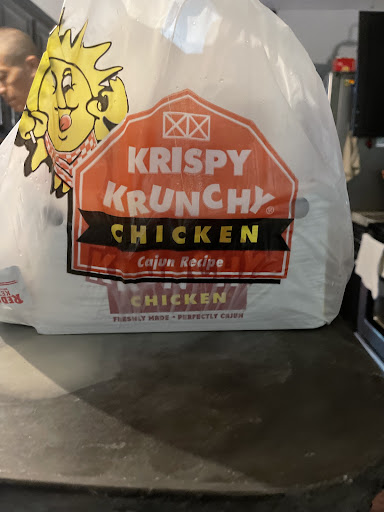 KRISPY
KRUNCHY®
CHICKEN
Cajun Recipe
CHICKEN
FRESHLY MADE • PERFECTLY CAJUN